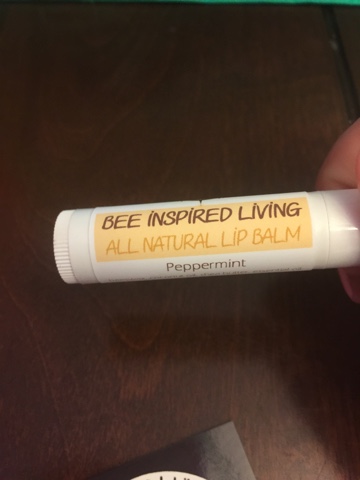 BEE INSPIRED LIVING
ALL NATURAL LIP BALM
Peppermint